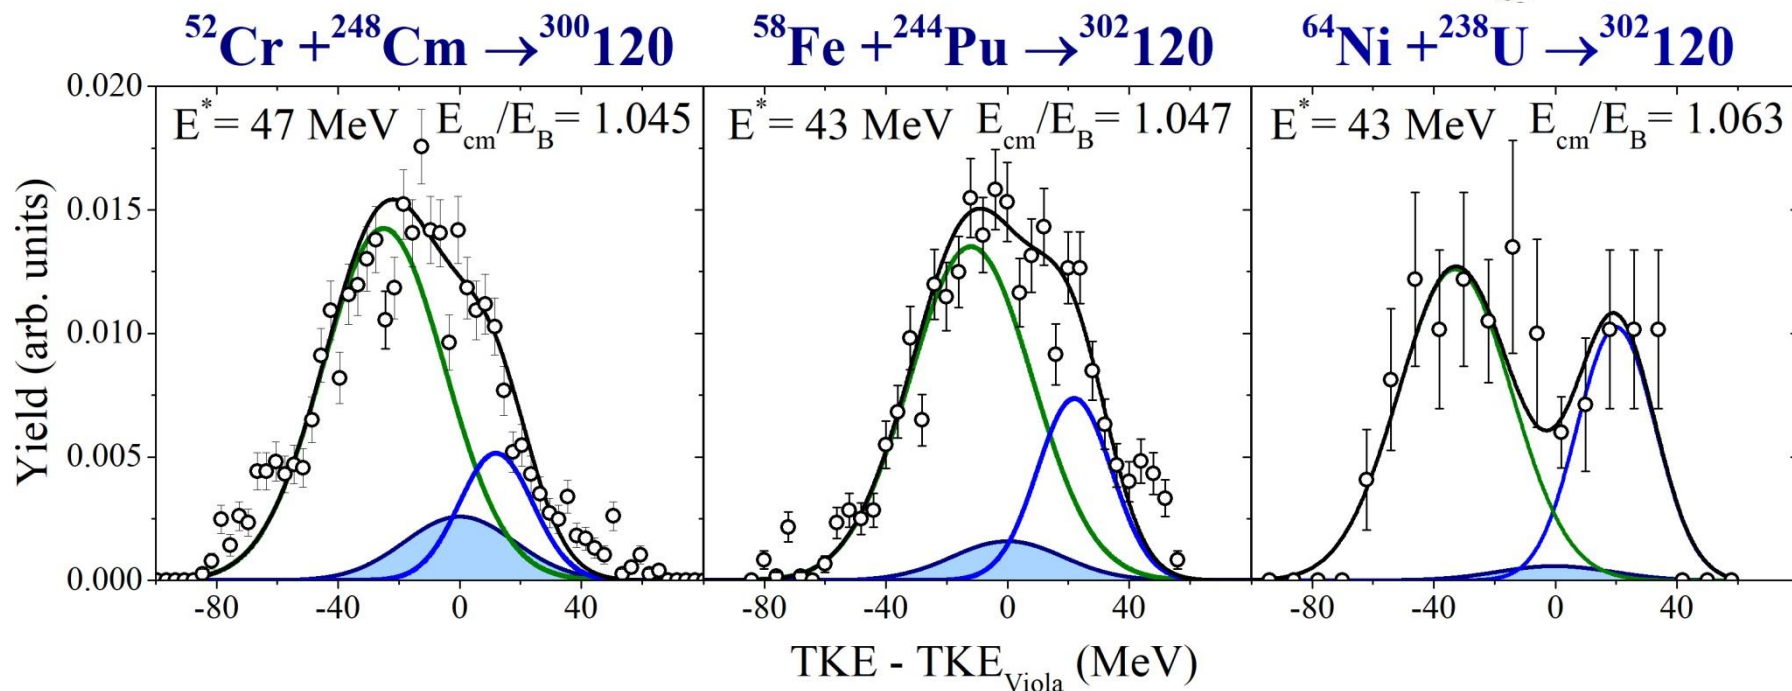 ⁵²Cr +²⁴⁸Cm →³⁰⁰120
⁵⁸Fe +²⁴⁴Pu →³⁰²120
⁶⁴Ni +²³⁸U →³⁰²120
E* = 47 MeV E_cm/E_B = 1.045
E* = 43 MeV E_cm/E_B = 1.047
E* = 43 MeV E_cm/E_B = 1.063
Yield (arb. units)
0.020
0.015
0.010
0.005
0.000
-80 -40 0 40
-80 -40 0 40
-80 -40 0 40
TKE - TKE_Viola (MeV)